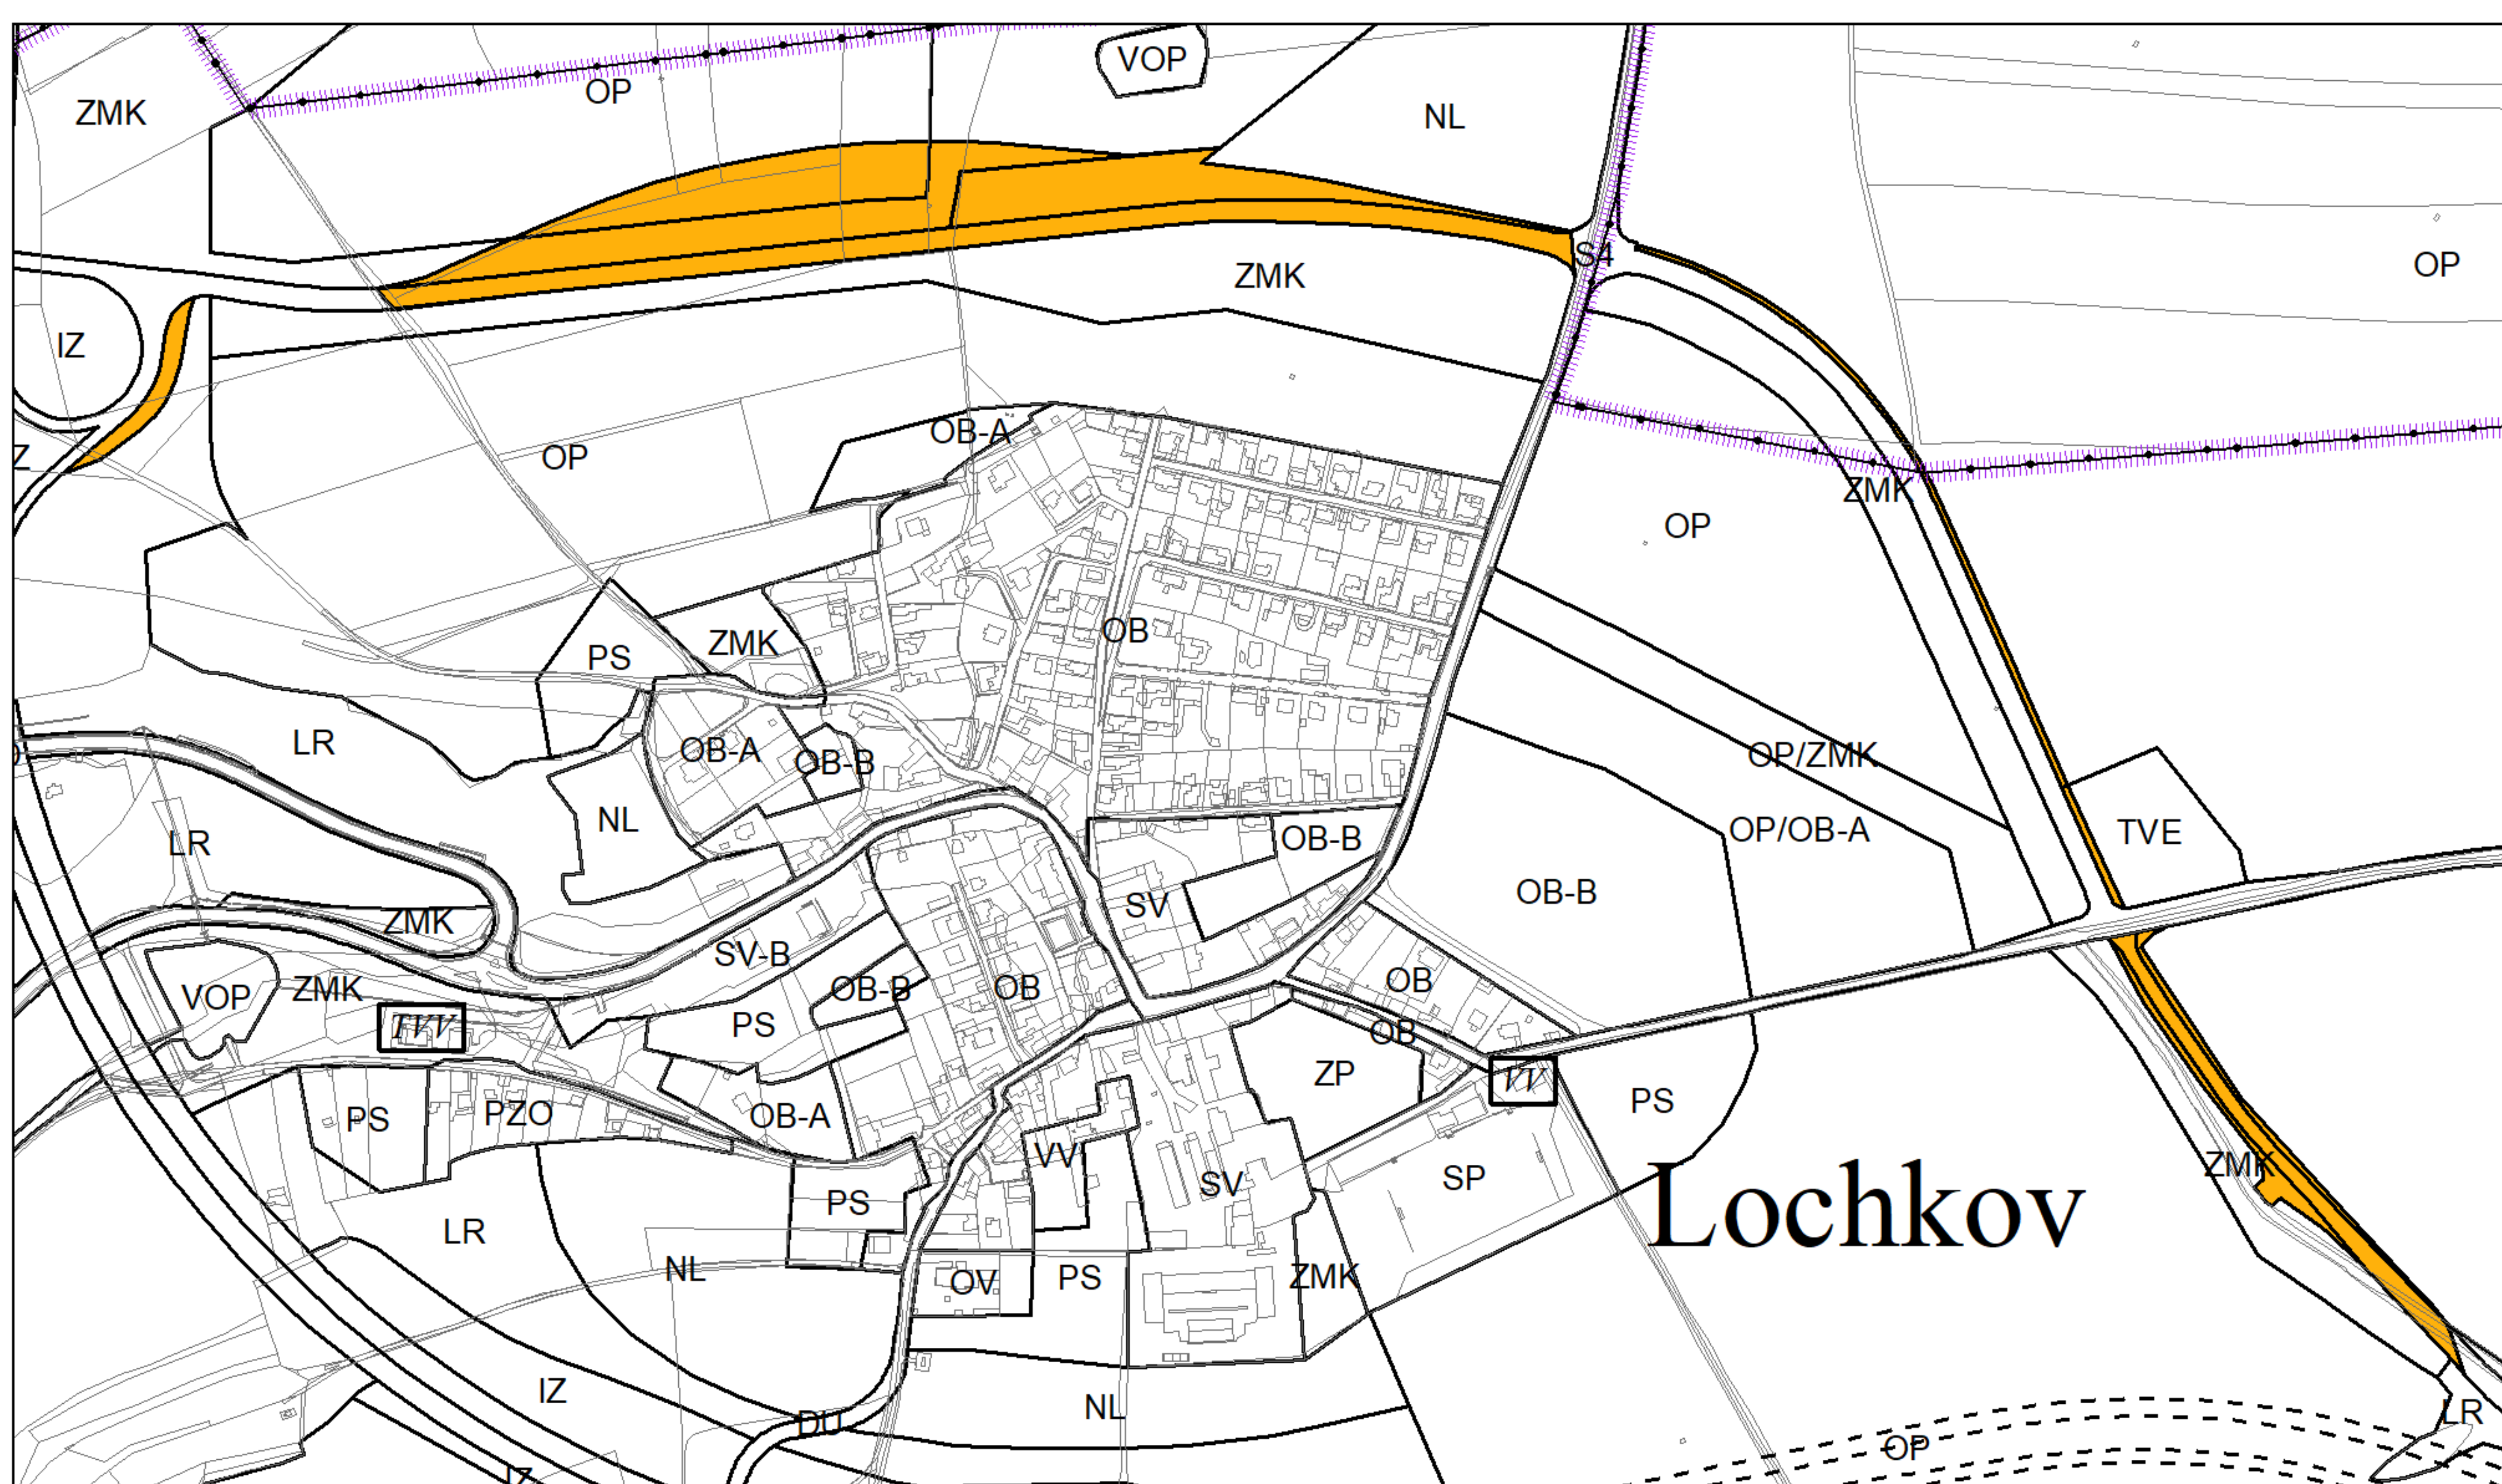 VOP
OP
ZMK
NL
S4
OP
ZMK
IZ
OB-A
OP
Z
ZMK
OP
OB
ZMK
PS
LR
OB-A
OB-B
OP/ZMK
NL
OP/OB-A
TVE
OB-B
LR
OB-B
SV
ZMK
SV-B
OB
OB-B
OB
ZMK
VOP
PS
TVV
OB
ZP
VV
PS
PS
PZO
OB-A
VV
ZMK
SP
SV
PS
Lochkov
LR
NL
OV
PS
ZMK
IZ
NL
LR
DU
OP
IZ